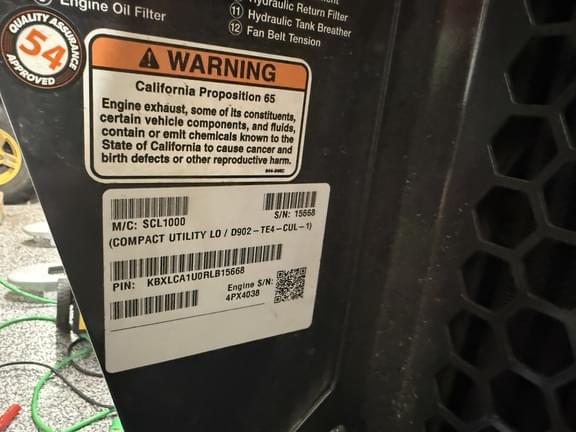 Engine Oil Filter
⑪ Hydraulic Return Filter
⑫ Hydraulic Tank Breather
Fan Belt Tension
QUALITY ASSURANCE
54
APPROVED
WARNING
California Proposition 65
Engine exhaust, some of its constituents,
certain vehicle components, and fluids,
contain or emit chemicals known to the
State of California to cause cancer and
birth defects or other reproductive harm.
M/C: SCL1000
S/N: 15668
(COMPACT UTILITY LO / D902-TE4-CUL-1)
PIN: KBXLCA1U0RLB15668
Engine S/N:
4PX4038